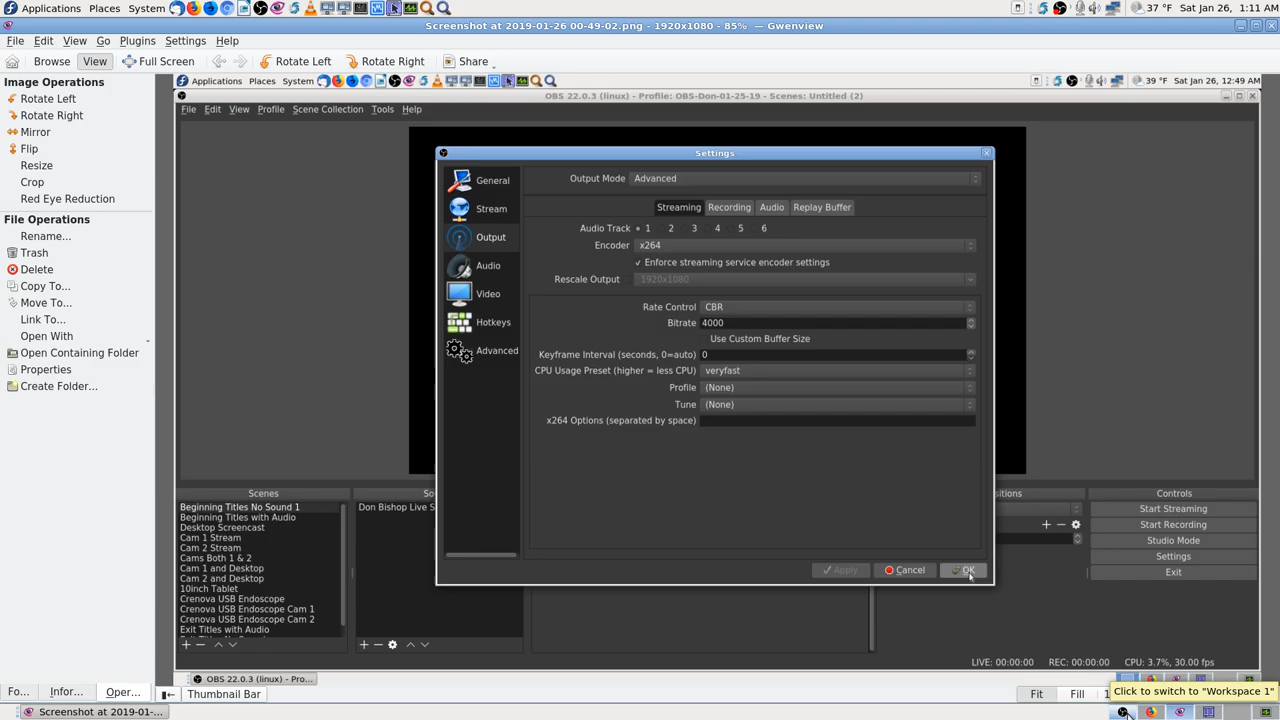 Applications Places System 37 °F Sat Jan 26, 1:11 AM
Screenshot at 2019-01-26 00-49-02.png - 1920x1080 - 85% — Gwenview
File Edit View Go Plugins Settings Help
Browse View Full Screen Rotate Left Rotate Right Share
Image Operations
Rotate Left
Rotate Right
Mirror
Flip
Resize
Crop
Red Eye Reduction
File Operations
Rename...
Trash
Delete
Copy To...
Move To...
Link To...
Open With
Open Containing Folder
Properties
Create Folder...
Applications Places System 39 °F Sat Jan 26, 12:49 AM
OBS 22.0.3 (linux) - Profile: OBS-Don-01-25-19 - Scenes: Untitled (2)
File Edit View Profile Scene Collection Tools Help
Settings
General
Stream
Output
Audio
Video
Hotkeys
Advanced
Output Mode Advanced
Streaming Recording Audio Replay Buffer
Audio Track 1 2 3 4 5 6
Encoder x264
✓ Enforce streaming service encoder settings
Rescale Output 1920x1080
Rate Control CBR
Bitrate 4000
Use Custom Buffer Size
Keyframe Interval (seconds, 0=auto) 0
CPU Usage Preset (higher = less CPU) veryfast
Profile (None)
Tune (None)
x264 Options (separated by space)
Apply Cancel OK
Scenes
Beginning Titles No Sound 1
Beginning Titles with Audio
Desktop Screencast
Cam 1 Stream
Cam 2 Stream
Cams Both 1 & 2
Cam 1 and Desktop
Cam 2 and Desktop
10inch Tablet
Crenova USB Endoscope
Crenova USB Endoscope Cam 1
Crenova USB Endoscope Cam 2
Exit Titles with Audio
So
Don Bishop Live S
sitions
Controls
Start Streaming
Start Recording
Studio Mode
Settings
Exit
LIVE: 00:00:00 REC: 00:00:00 CPU: 3.7%, 30.00 fps
OBS 22.0.3 (linux) - Pro...
Fo... Infor... Oper... Thumbnail Bar Fit Fill 1
Click to switch to "Workspace 1"
Screenshot at 2019-01-...